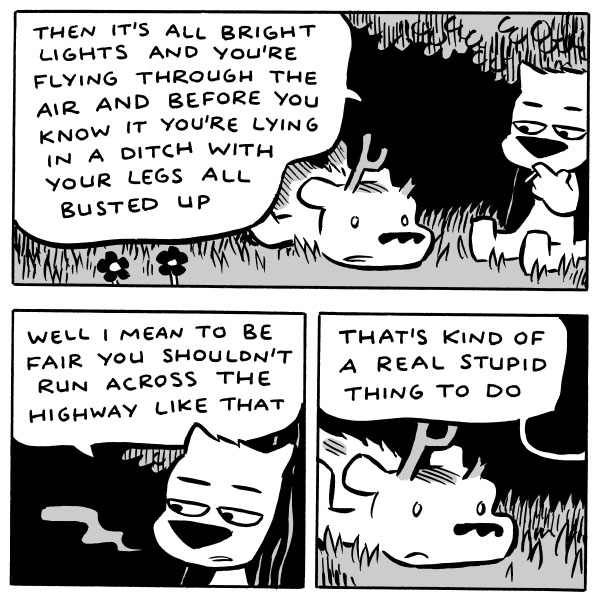 THEN IT'S ALL BRIGHT
LIGHTS AND YOU'RE
FLYING THROUGH THE
AIR AND BEFORE YOU
KNOW IT YOU'RE LYING
IN A DITCH WITH
YOUR LEGS ALL
BUSTED UP
WELL I MEAN TO BE
FAIR YOU SHOULDN'T
RUN ACROSS THE
HIGHWAY LIKE THAT
THAT'S KIND OF
A REAL STUPID
THING TO DO